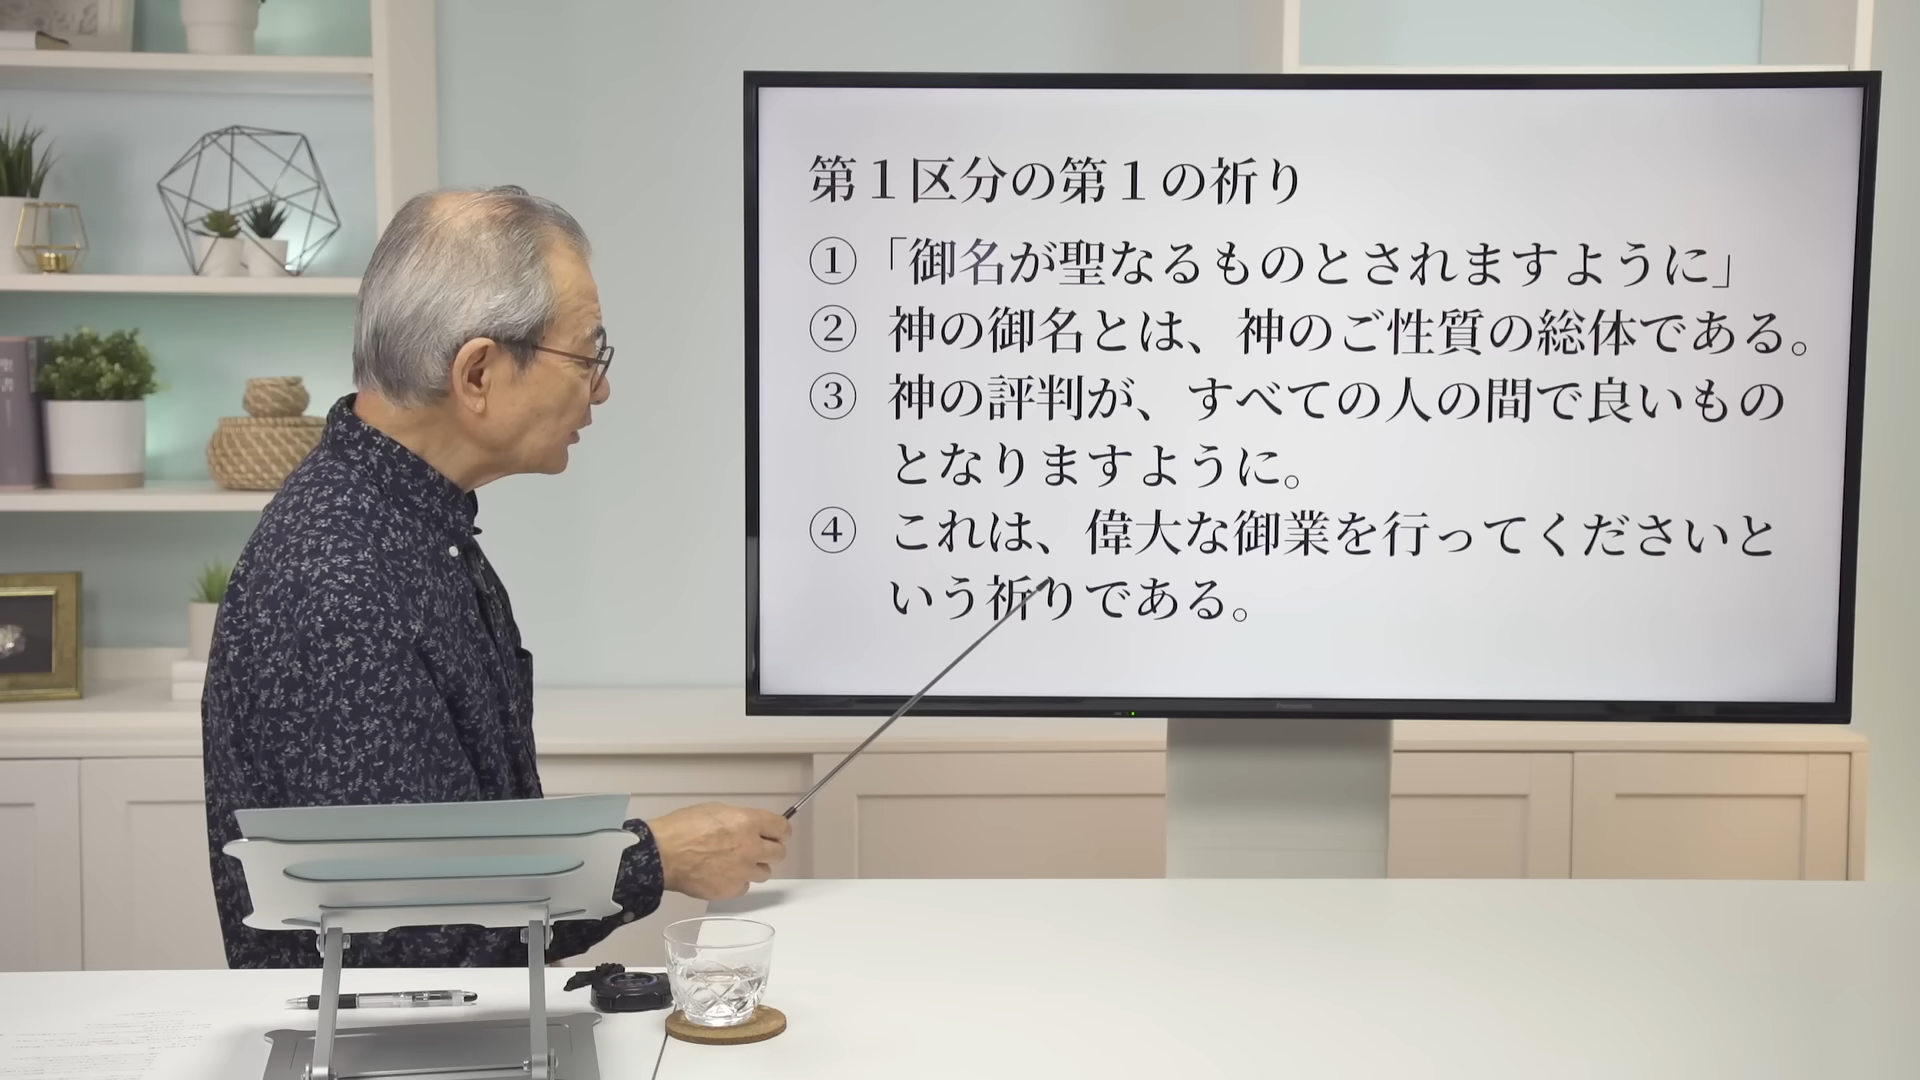 第１区分の第１の祈り
①「御名が聖なるものとされますように」
② 神の御名とは、神のご性質の総体である。
③ 神の評判が、すべての人の間で良いもの
となりますように。
④ これは、偉大な御業を行ってくださいと
いう祈りである。
Panasonic
聖書